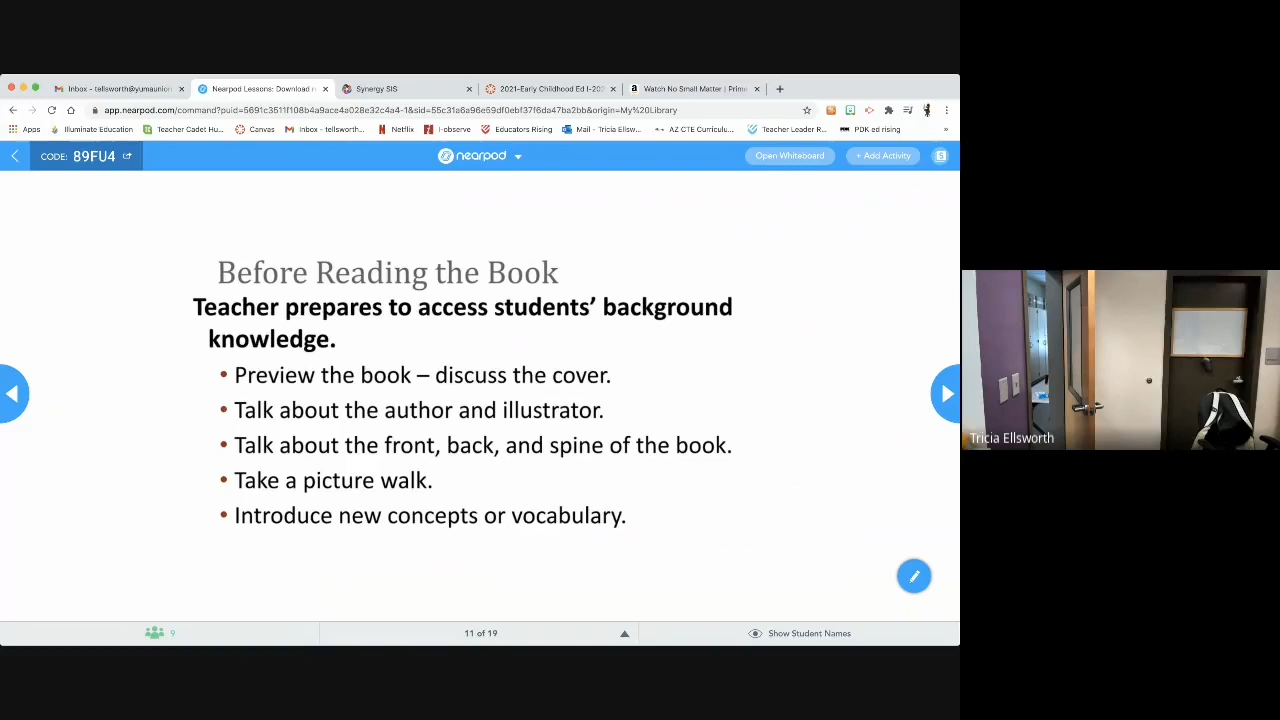 Inbox - tellsworth@yumaunion
Nearpod Lessons: Download r
Synergy SIS
2021-Early Childhood Ed I-202
Watch No Small Matter | Prim
app.nearpod.com/command?puid=5691c3511f108b4a9ace4a028e32c4a4-1&sid=55c31a6a96e59df0ebf37f6da47ba2bb&origin=My%20Library
Apps
Illuminate Education
Teacher Cadet Hu...
Canvas
Inbox - tellsworth...
Netflix
I-observe
Educators Rising
Mail - Tricia Ellsw...
AZ CTE Curriculu...
Teacher Leader R...
PDK ed rising
CODE: 89FU4
nearpod
Open Whiteboard
+ Add Activity
S
Before Reading the Book
Teacher prepares to access students’ background
knowledge.
• Preview the book – discuss the cover.
• Talk about the author and illustrator.
• Talk about the front, back, and spine of the book.
• Take a picture walk.
• Introduce new concepts or vocabulary.
Tricia Ellsworth
9
11 of 19
Show Student Names